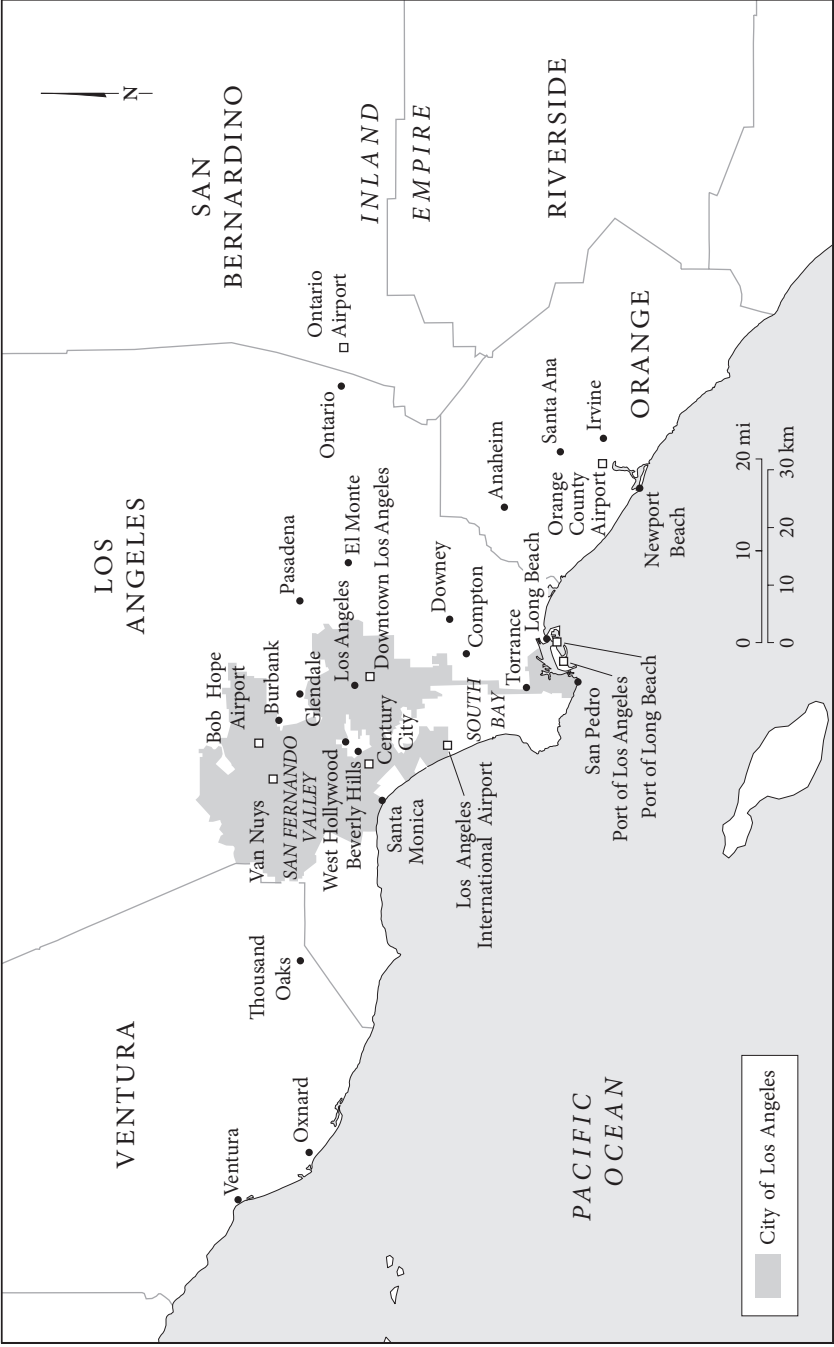 N
SAN
BERNARDINO
INLAND
EMPIRE
RIVERSIDE
LOS
ANGELES
VENTURA
ORANGE
PACIFIC
OCEAN
Ventura
Oxnard
Thousand
Oaks
Bob Hope
Airport
Burbank
Glendale
Pasadena
Van Nuys
SAN FERNANDO
VALLEY
West Hollywood
Beverly Hills
Century
City
Los Angeles
El Monte
Downtown Los Angeles
Ontario
Ontario
Airport
Santa
Monica
Los Angeles
International Airport
SOUTH
BAY
Downey
Compton
Torrance
Long Beach
San Pedro
Port of Los Angeles
Port of Long Beach
Anaheim
Santa Ana
Orange
County
Airport
Irvine
Newport
Beach
0 10 20 mi
0 10 20 30 km
City of Los Angeles